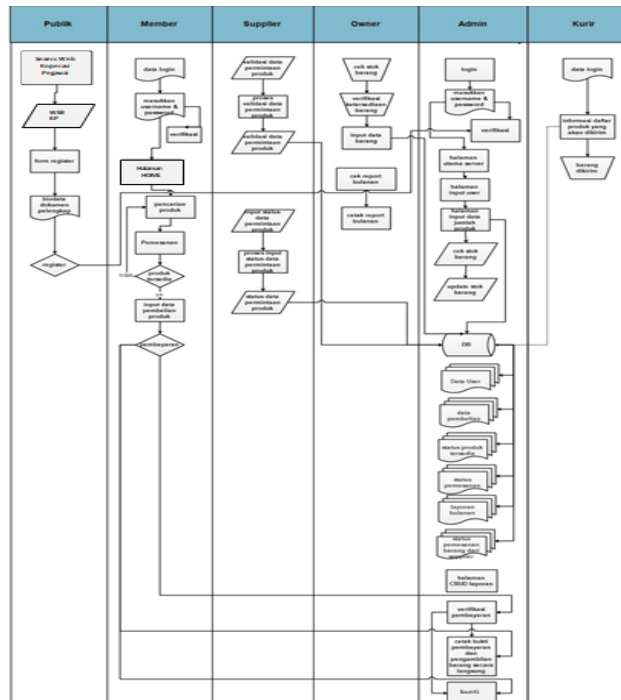 Publik
Member
Supplier
Owner
Admin
Kurir
Searc Web
Koperasi
Pegawai
WEB
KP
form register
biodata
dokumen
pelengkap
register
data login
masukkan
username &
password
verifikasi
Halaman
HOME
pencarian
produk
Pemesanan
produk
tersedia
input data
pembelian
produk
pembayaran
validasi data
permintaan
produk
proses
validasi data
permintaan
produk
validasi data
permintaan
produk
input status
data
permintaan
produk
proses input
status data
permintaan
produk
status data
permintaan
produk
cek stok
barang
verifikasi
ketersediaan
barang
input data
barang
cek report
bulanan
cetak report
bulanan
login
masukkan
username &
password
verifikasi
halaman
utama server
halaman
input user
halaman
input data
jumlah
produk
cek stok
barang
update stok
barang
DB
Data User
data
pembelian
status produk
tersedia
status
pemesanan
laporan
bulanan
status
pemesanan
barang dari
supplier
halaman
CRUD laporan
verifikasi
pembayaran
cetak bukti
pembayaran
dan
pengambilan
barang secara
langsung
bukti
data login
informasi daftar
produk yang
akan dikirim
barang
dikirim